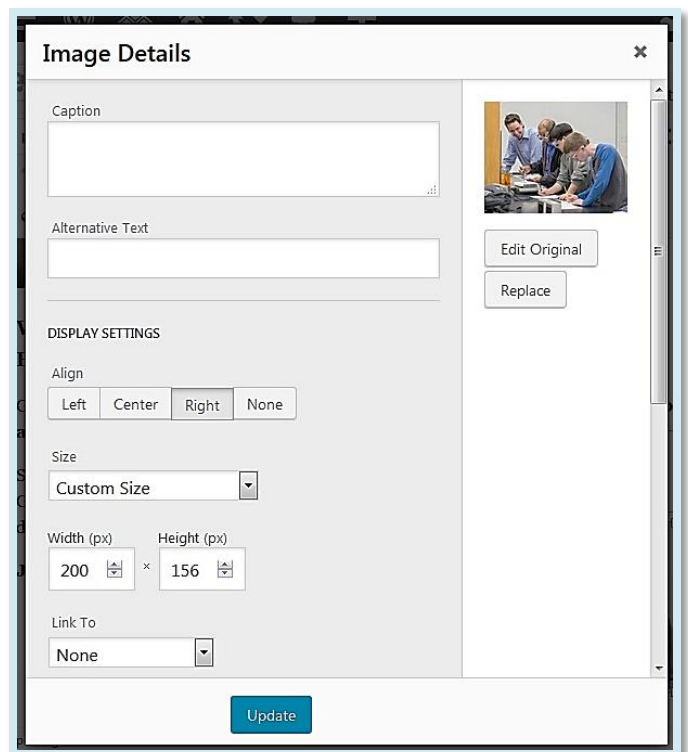 Image Details
×
Caption
Alternative Text
Edit Original
Replace
DISPLAY SETTINGS
Align
Left Center Right None
Size
Custom Size
Width (px) Height (px)
200 × 156
Link To
None
Update